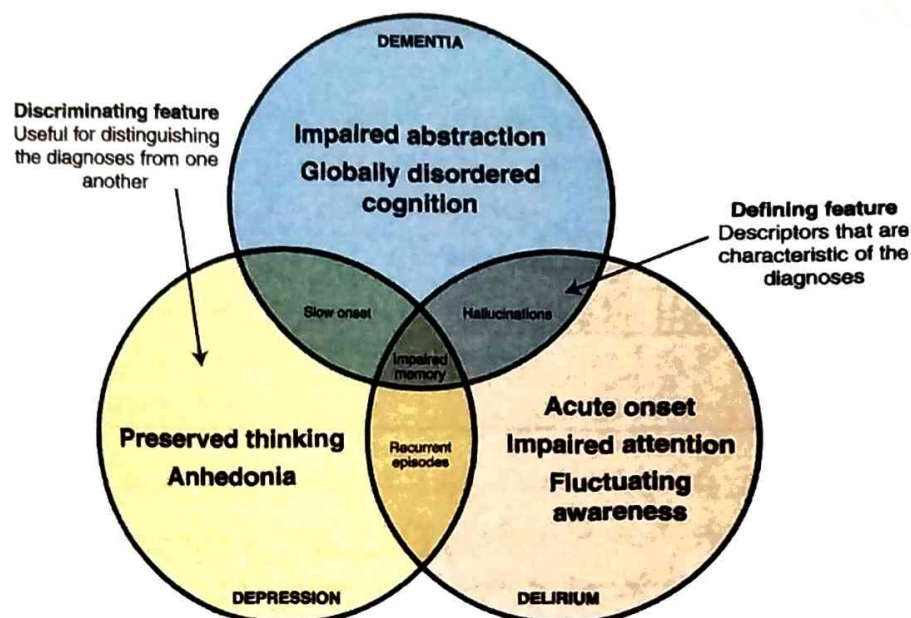 DEMENTIA
Discriminating feature
Useful for distinguishing
the diagnoses from one
another
Impaired abstraction
Globally disordered
cognition
Defining feature
Descriptors that are
characteristic of the
diagnoses
Slow onset
Hallucinations
Impaired
memory
Preserved thinking
Anhedonia
Recurrent
episodes
Acute onset
Impaired attention
Fluctuating
awareness
DEPRESSION
DELIRIUM